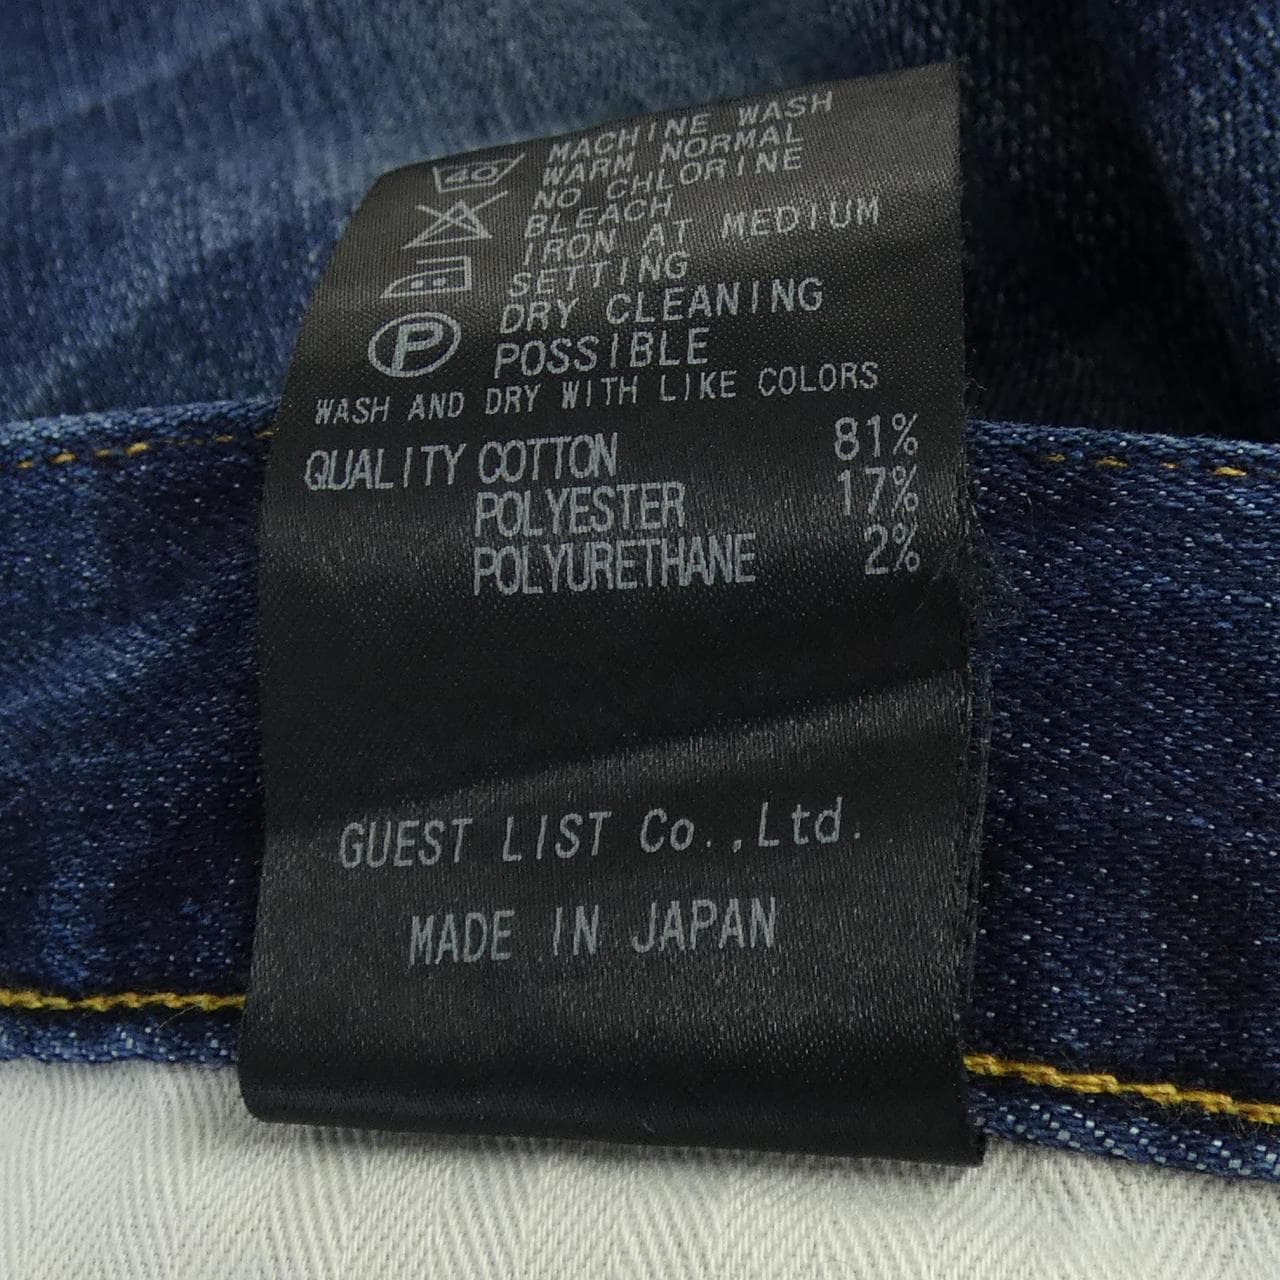 40 MACHINE WASH
WARM NORMAL
NO CHLORINE
BLEACH
IRON AT MEDIUM
SETTING
P DRY CLEANING
POSSIBLE
WASH AND DRY WITH LIKE COLORS
QUALITY COTTON 81%
POLYESTER 17%
POLYURETHANE 2%
GUEST LIST Co.,Ltd.
MADE IN JAPAN